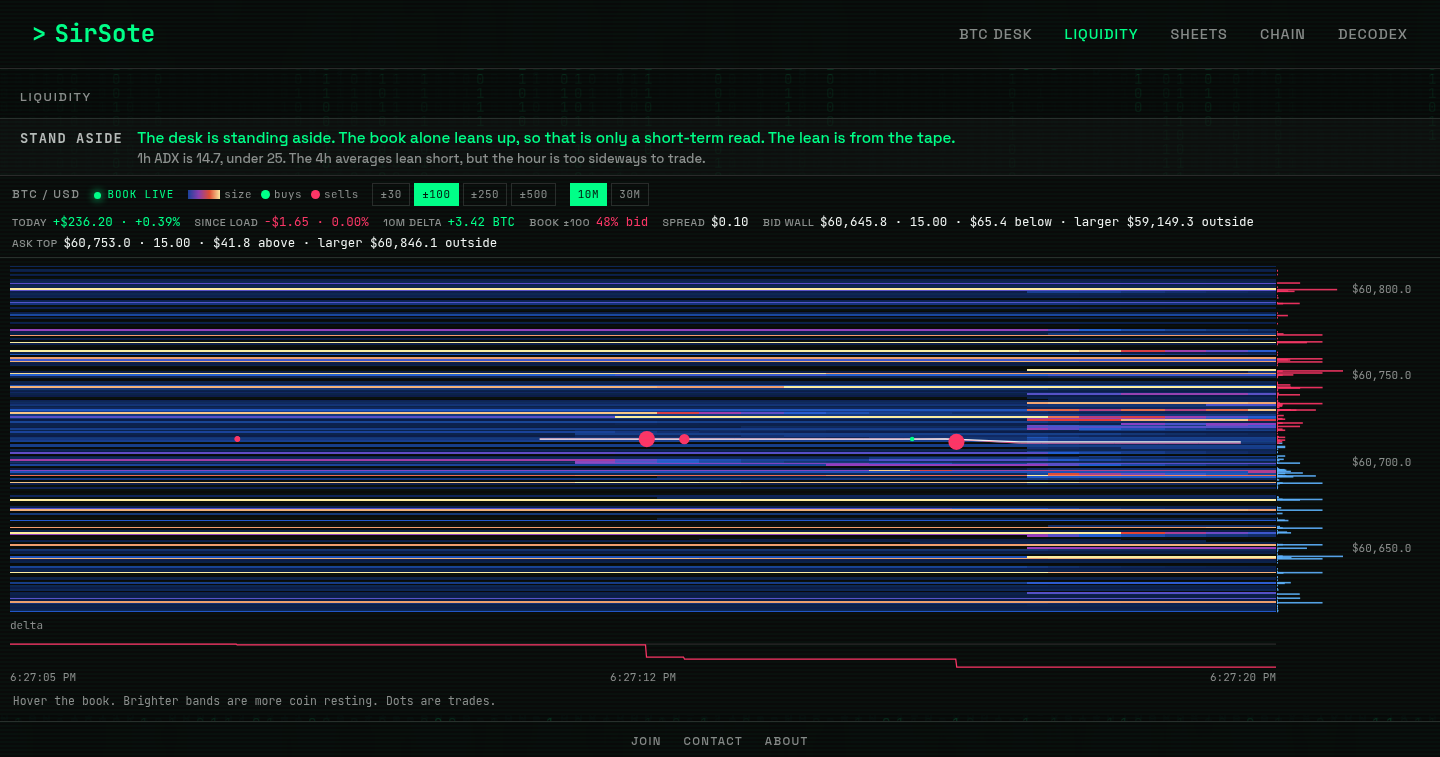 > SirSote
BTC DESK LIQUIDITY SHEETS CHAIN DECODEX
LIQUIDITY
STAND ASIDE The desk is standing aside. The book alone leans up, so that is only a short-term read. The lean is from the tape.
1h ADX is 14.7, under 25. The 4h averages lean short, but the hour is too sideways to trade.
BTC / USD BOOK LIVE size buys sells ±30 ±100 ±250 ±500 10M 30M
TODAY +$236.20 · +0.39% SINCE LOAD -$1.65 · 0.00% 10M DELTA +3.42 BTC BOOK ±100 48% bid SPREAD $0.10 BID WALL $60,645.8 · 15.00 · $65.4 below · larger $59,149.3 outside
ASK TOP $60,753.0 · 15.00 · $41.8 above · larger $60,846.1 outside
$60,800.0
$60,750.0
$60,700.0
$60,650.0
delta
6:27:05 PM 6:27:12 PM 6:27:20 PM
Hover the book. Brighter bands are more coin resting. Dots are trades.
JOIN CONTACT ABOUT